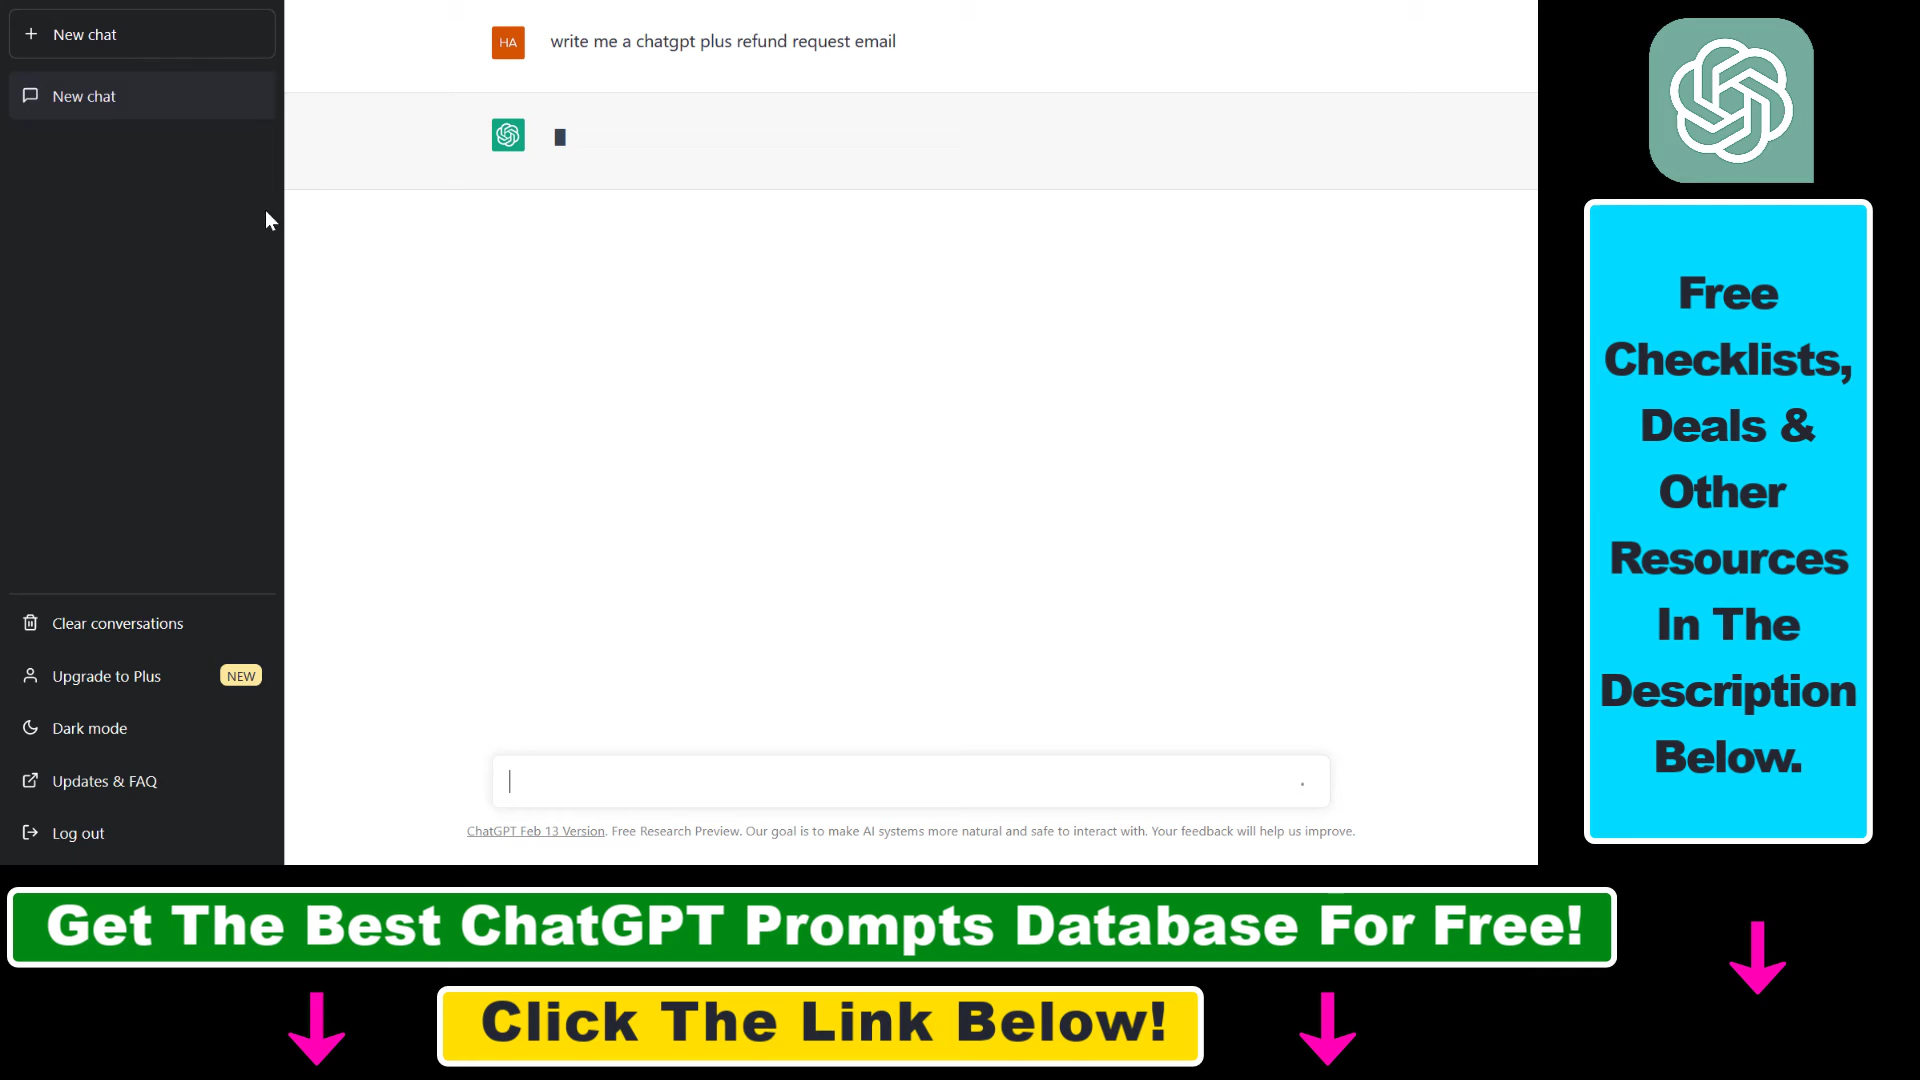 New chat
New chat
Clear conversations
Upgrade to Plus NEW
Dark mode
Updates & FAQ
Log out
HA write me a chatgpt plus refund request email
ChatGPT Feb 13 Version. Free Research Preview. Our goal is to make AI systems more natural and safe to interact with. Your feedback will help us improve.
Free
Checklists,
Deals &
Other
Resources
In The
Description
Below.
Get The Best ChatGPT Prompts Database For Free!
Click The Link Below!